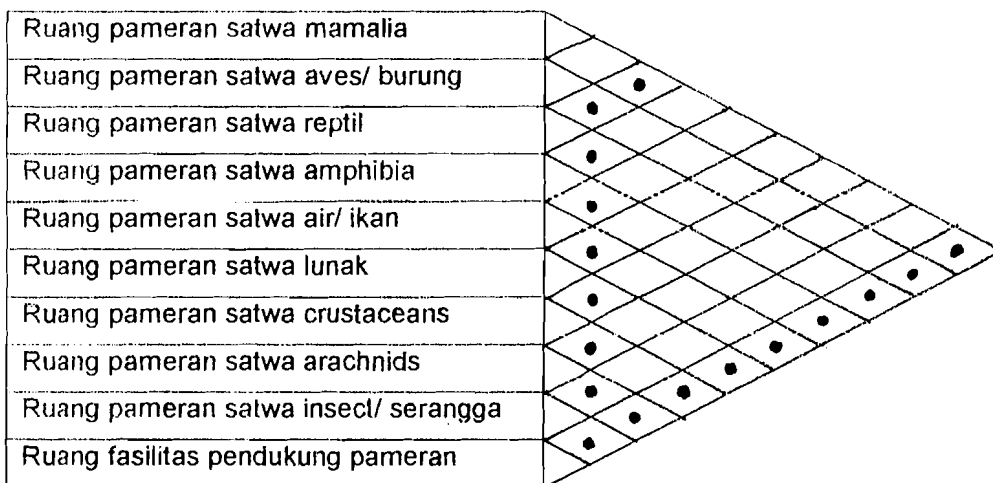 Ruang pameran satwa mamalia
Ruang pameran satwa aves/ burung
Ruang pameran satwa reptil
Ruang pameran satwa amphibia
Ruang pameran satwa air/ ikan
Ruang pameran satwa lunak
Ruang pameran satwa crustaceans
Ruang pameran satwa arachnids
Ruang pameran satwa insect/ serangga
Ruang fasilitas pendukung pameran